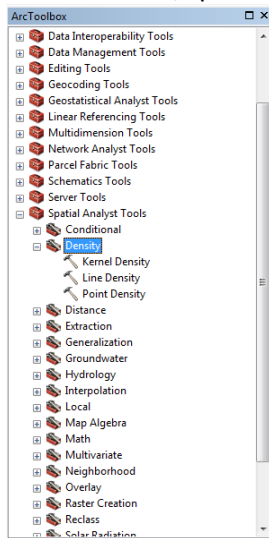 ArcToolbox
Data Interoperability Tools
Data Management Tools
Editing Tools
Geocoding Tools
Geostatistical Analyst Tools
Linear Referencing Tools
Multidimension Tools
Network Analyst Tools
Parcel Fabric Tools
Schematics Tools
Server Tools
Spatial Analyst Tools
Conditional
Density
Kernel Density
Line Density
Point Density
Distance
Extraction
Generalization
Groundwater
Hydrology
Interpolation
Local
Map Algebra
Math
Multivariate
Neighborhood
Overlay
Raster Creation
Reclass
Solar Radiation